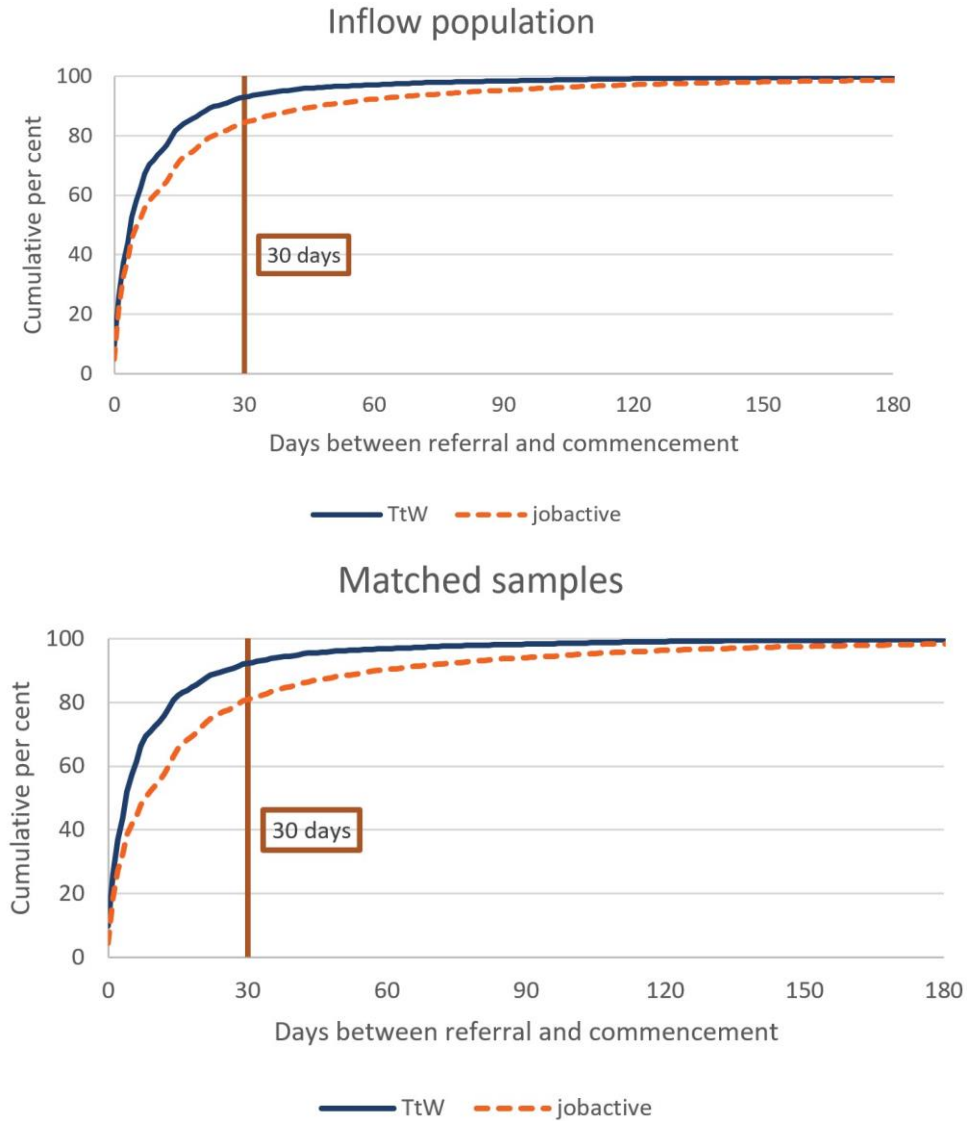 Inflow population
100
80
60
40
20
0
Cumulative per cent
30 days
0 30 60 90 120 150 180
Days between referral and commencement
TtW jobactive
Matched samples
100
80
60
40
20
0
Cumulative per cent
30 days
0 30 60 90 120 150 180
Days between referral and commencement
TtW jobactive